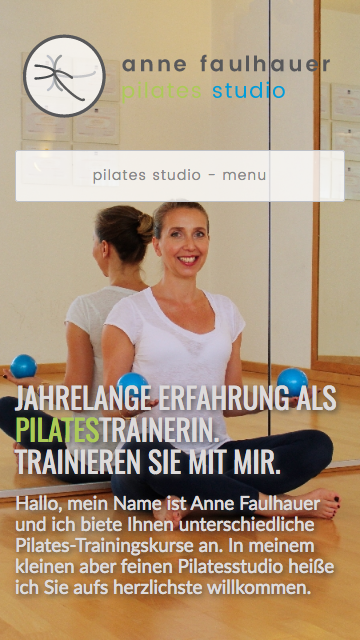 anne faulhauer
pilates studio
pilates studio - menu
JAHRELANGE ERFAHRUNG ALS
PILATESTRAINERIN.
TRAINIEREN SIE MIT MIR.
Hallo, mein Name ist Anne Faulhauer
und ich biete Ihnen unterschiedliche
Pilates-Trainingskurse an. In meinem
kleinen aber feinen Pilatesstudio heiße
ich Sie aufs herzlichste willkommen.